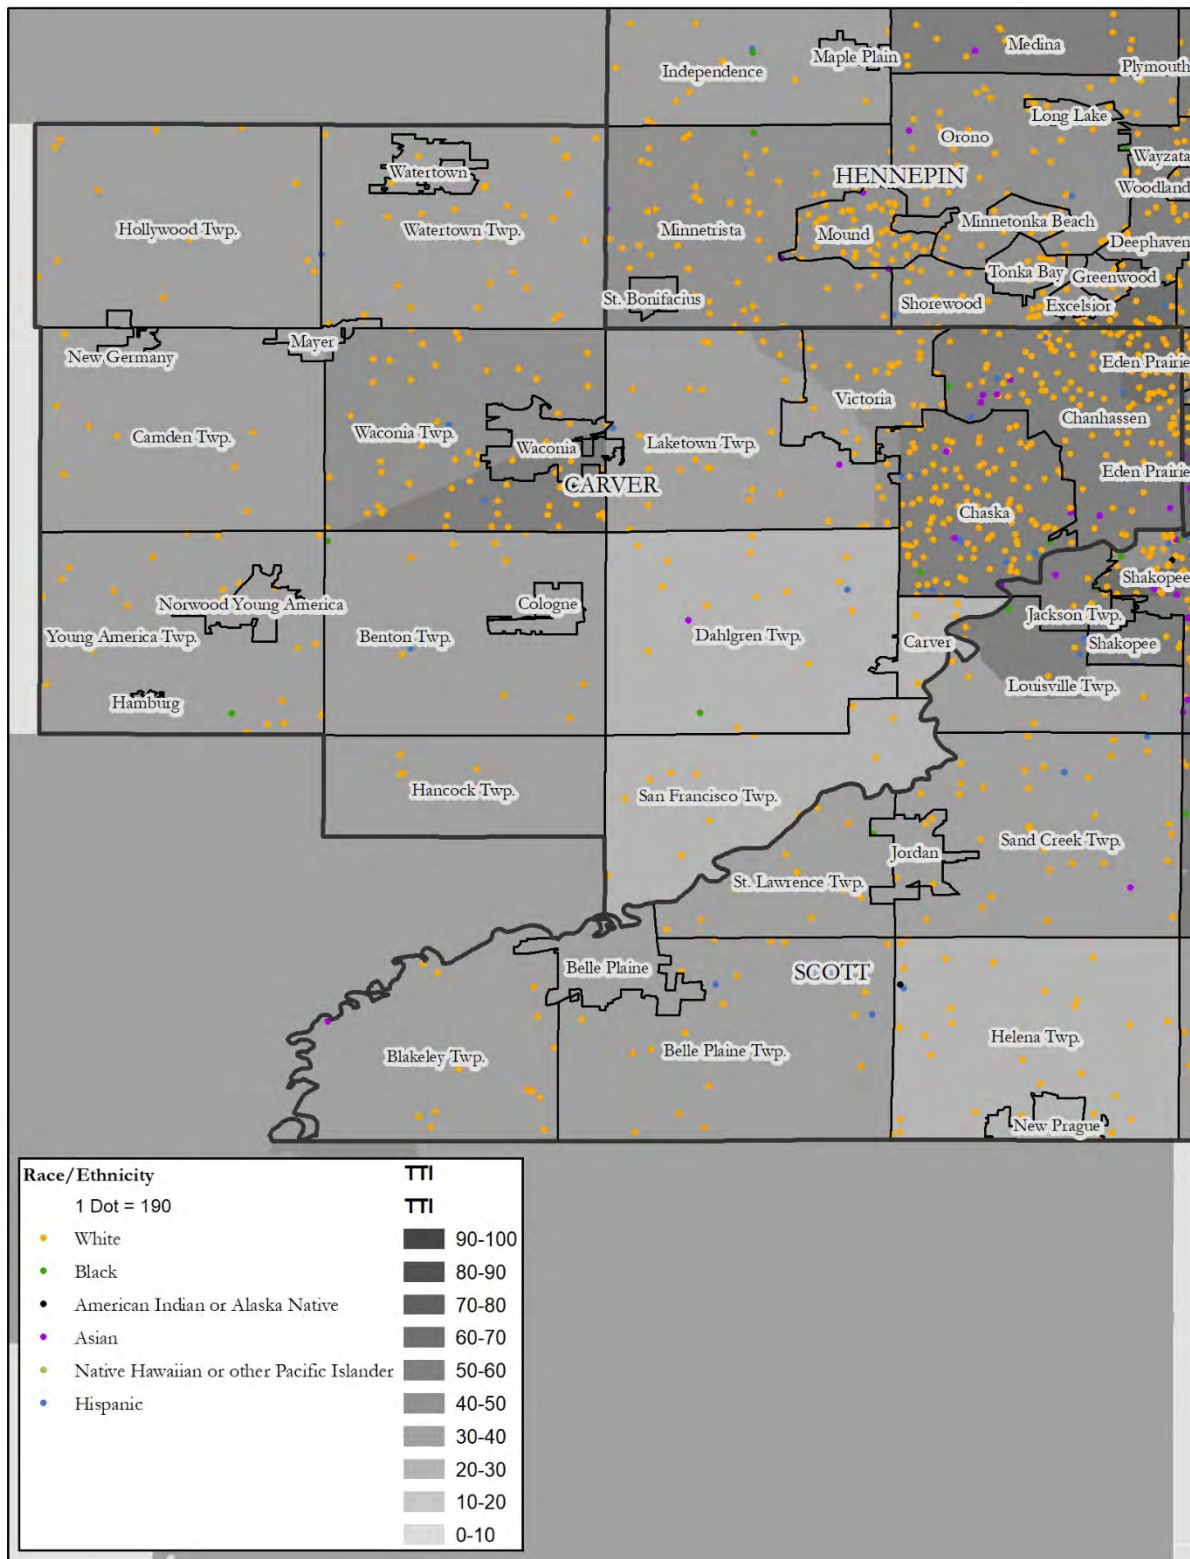 Medina
Maple Plain
Independence
Plymouth
Long Lake
Orono
Wayzata
Watertown
HENNEPIN
Woodland
Hollywood Twp.
Watertown Twp.
Minnetrista
Mound
Minnetonka Beach
Deephaven
Tonka Bay
Greenwood
St. Bonifacius
Shorewood
Excelsior
Mayer
New Germany
Eden Prairie
Victoria
Chanhassen
Camden Twp.
Waconia Twp.
Waconia
Laketown Twp.
Eden Prairie
CARVER
Chaska
Shakopee
Norwood Young America
Cologne
Jackson Twp.
Young America Twp.
Benton Twp.
Dahlgren Twp.
Carver
Shakopee
Louisville Twp.
Hamburg
Hancock Twp.
San Francisco Twp.
Sand Creek Twp.
Jordan
St. Lawrence Twp.
Belle Plaine
SCOTT
Helena Twp.
Blakeley Twp.
Belle Plaine Twp.
New Prague
Race/Ethnicity
1 Dot = 190
White
Black
American Indian or Alaska Native
Asian
Native Hawaiian or other Pacific Islander
Hispanic
TTI
TTI
90-100
80-90
70-80
60-70
50-60
40-50
30-40
20-30
10-20
0-10